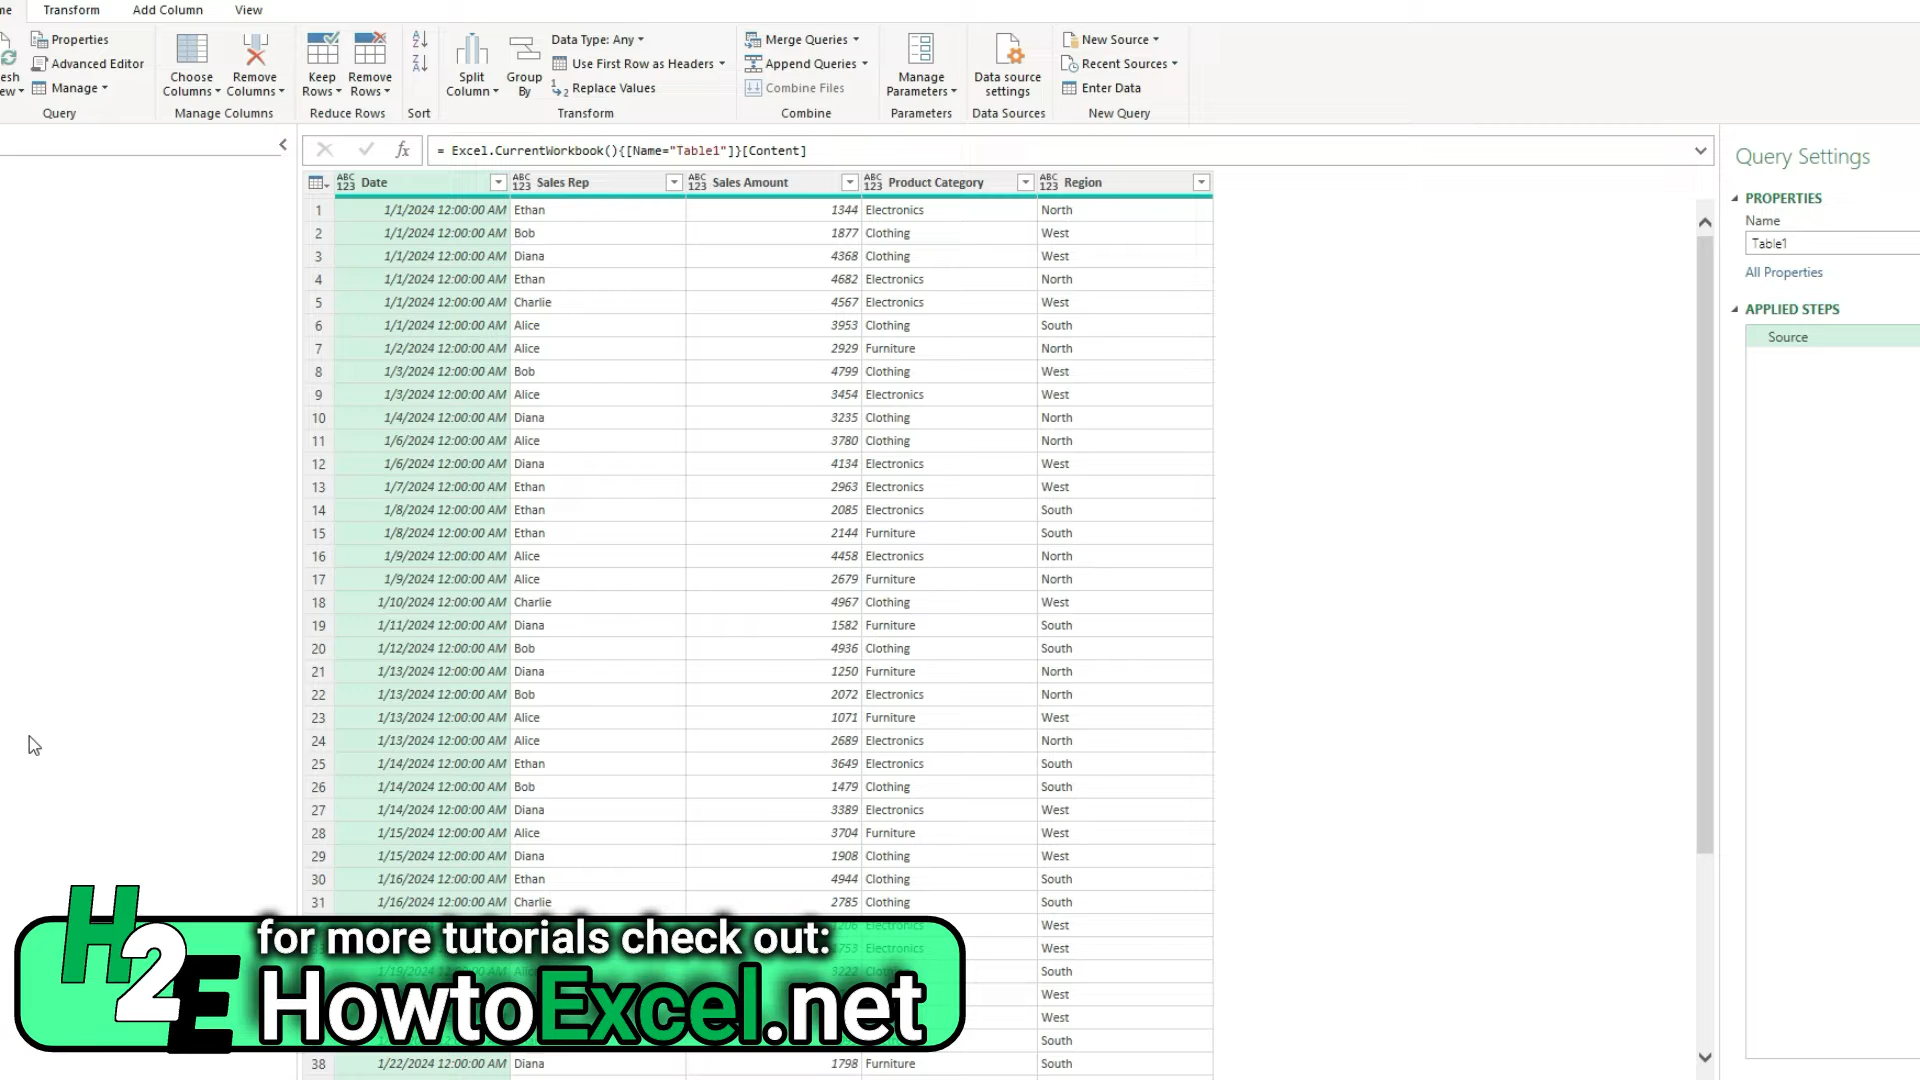 me Transform Add Column View
Properties
Advanced Editor
Manage
Query
Choose Columns
Remove Columns
Manage Columns
Keep Rows
Remove Rows
Reduce Rows
A Z
Z A
Sort
Split Column
Group By
Data Type: Any
Use First Row as Headers
1 2 Replace Values
Transform
Merge Queries
Append Queries
Combine Files
Combine
Manage Parameters
Parameters
Data source settings
Data Sources
New Source
Recent Sources
Enter Data
New Query
fx = Excel.CurrentWorkbook(){[Name="Table1"]}[Content]
ABC 123 Date ABC 123 Sales Rep ABC 123 Sales Amount ABC 123 Product Category ABC 123 Region
1 1/1/2024 12:00:00 AM Ethan 1344 Electronics North
2 1/1/2024 12:00:00 AM Bob 1877 Clothing West
3 1/1/2024 12:00:00 AM Diana 4368 Clothing West
4 1/1/2024 12:00:00 AM Ethan 4682 Electronics North
5 1/1/2024 12:00:00 AM Charlie 4567 Electronics West
6 1/1/2024 12:00:00 AM Alice 3953 Clothing South
7 1/2/2024 12:00:00 AM Alice 2929 Furniture North
8 1/3/2024 12:00:00 AM Bob 4799 Clothing West
9 1/3/2024 12:00:00 AM Alice 3454 Electronics West
10 1/4/2024 12:00:00 AM Diana 3235 Clothing North
11 1/6/2024 12:00:00 AM Alice 3780 Clothing North
12 1/6/2024 12:00:00 AM Diana 4134 Electronics West
13 1/7/2024 12:00:00 AM Ethan 2963 Electronics West
14 1/8/2024 12:00:00 AM Ethan 2085 Electronics South
15 1/8/2024 12:00:00 AM Ethan 2144 Furniture South
16 1/9/2024 12:00:00 AM Alice 4458 Electronics North
17 1/9/2024 12:00:00 AM Alice 2679 Furniture North
18 1/10/2024 12:00:00 AM Charlie 4967 Clothing West
19 1/11/2024 12:00:00 AM Diana 1582 Furniture South
20 1/12/2024 12:00:00 AM Bob 4936 Clothing South
21 1/13/2024 12:00:00 AM Diana 1250 Furniture North
22 1/13/2024 12:00:00 AM Bob 2072 Electronics North
23 1/13/2024 12:00:00 AM Alice 1071 Furniture West
24 1/13/2024 12:00:00 AM Alice 2689 Electronics North
25 1/14/2024 12:00:00 AM Ethan 3649 Electronics South
26 1/14/2024 12:00:00 AM Bob 1479 Clothing South
27 1/14/2024 12:00:00 AM Diana 3389 Electronics West
28 1/15/2024 12:00:00 AM Alice 3704 Furniture West
29 1/15/2024 12:00:00 AM Diana 1908 Clothing West
30 1/16/2024 12:00:00 AM Ethan 4944 Clothing South
31 1/16/2024 12:00:00 AM Charlie 2785 Clothing South
Electronics West
Electronics West
3222 South
West
West
South
38 1/22/2024 12:00:00 AM Diana 1798 Furniture South
Query Settings
PROPERTIES
Name
Table1
All Properties
APPLIED STEPS
Source
H2E
for more tutorials check out:
HowtoExcel.net